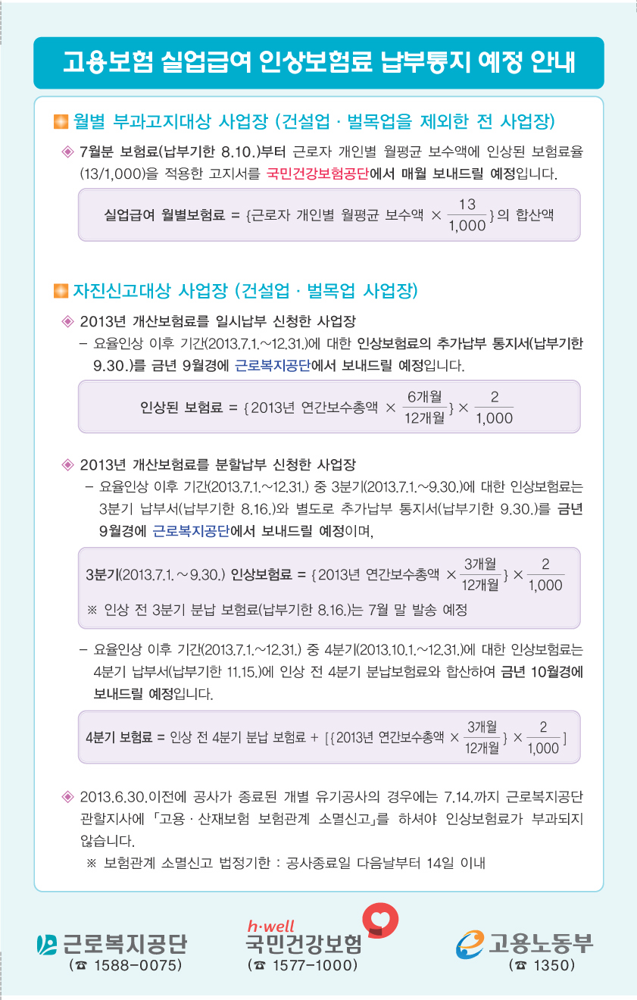 고용보험 실업급여 인상보험료 납부통지 예정 안내
월별 부과고지대상 사업장 (건설업 · 벌목업을 제외한 전 사업장)
◈ 7월분 보험료(납부기한 8.10.)부터 근로자 개인별 월평균 보수액에 인상된 보험료율
(13/1,000)을 적용한 고지서를 국민건강보험공단에서 매월 보내드릴 예정입니다.
실업급여 월별보험료 = {근로자 개인별 월평균 보수액 × 13/1,000}의 합산액
자진신고대상 사업장 (건설업 · 벌목업 사업장)
◈ 2013년 개산보험료를 일시납부 신청한 사업장
– 요율인상 이후 기간(2013.7.1.~12.31.)에 대한 인상보험료의 추가납부 통지서(납부기한
9.30.)를 금년 9월경에 근로복지공단에서 보내드릴 예정입니다.
인상된 보험료 = {2013년 연간보수총액 × 6개월/12개월} × 2/1,000
◈ 2013년 개산보험료를 분할납부 신청한 사업장
– 요율인상 이후 기간(2013.7.1.~12.31.) 중 3분기(2013.7.1.~9.30.)에 대한 인상보험료는
3분기 납부서(납부기한 8.16.)와 별도로 추가납부 통지서(납부기한 9.30.)를 금년
9월경에 근로복지공단에서 보내드릴 예정이며,
3분기(2013.7.1. ~ 9.30.) 인상보험료 = {2013년 연간보수총액 × 3개월/12개월} × 2/1,000
※ 인상 전 3분기 분납 보험료(납부기한 8.16.)는 7월 말 발송 예정
– 요율인상 이후 기간(2013.7.1.~12.31.) 중 4분기(2013.10.1.~12.31.)에 대한 인상보험료는
4분기 납부서(납부기한 11.15.)에 인상 전 4분기 분납보험료와 합산하여 금년 10월경에
보내드릴 예정입니다.
4분기 보험료 = 인상 전 4분기 분납 보험료 + [{2013년 연간보수총액 × 3개월/12개월} × 2/1,000]
◈ 2013.6.30.이전에 공사가 종료된 개별 유기공사의 경우에는 7.14.까지 근로복지공단
관할지사에 「고용 · 산재보험 보험관계 소멸신고」를 하셔야 인상보험료가 부과되지
않습니다.
※ 보험관계 소멸신고 법정기한 : 공사종료일 다음날부터 14일 이내
근로복지공단
(☎ 1588-0075)
h·well
국민건강보험
(☎ 1577-1000)
고용노동부
(☎ 1350)